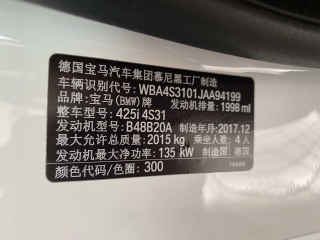 德国宝马汽车集团慕尼黑工厂制造
车辆识别代号: WBA4S3101JAA94199
品牌: 宝马(BMW)牌 发动机排量: 1998 ml
整车型号: 425i 4S31
发动机型号: B48B20A 制造年月: 2017.12
最大允许总质量: 2015 kg 乘坐人数: 4 人
发动机最大净功率: 135 kW 制造国: 德国
颜色代码/色圈: 300